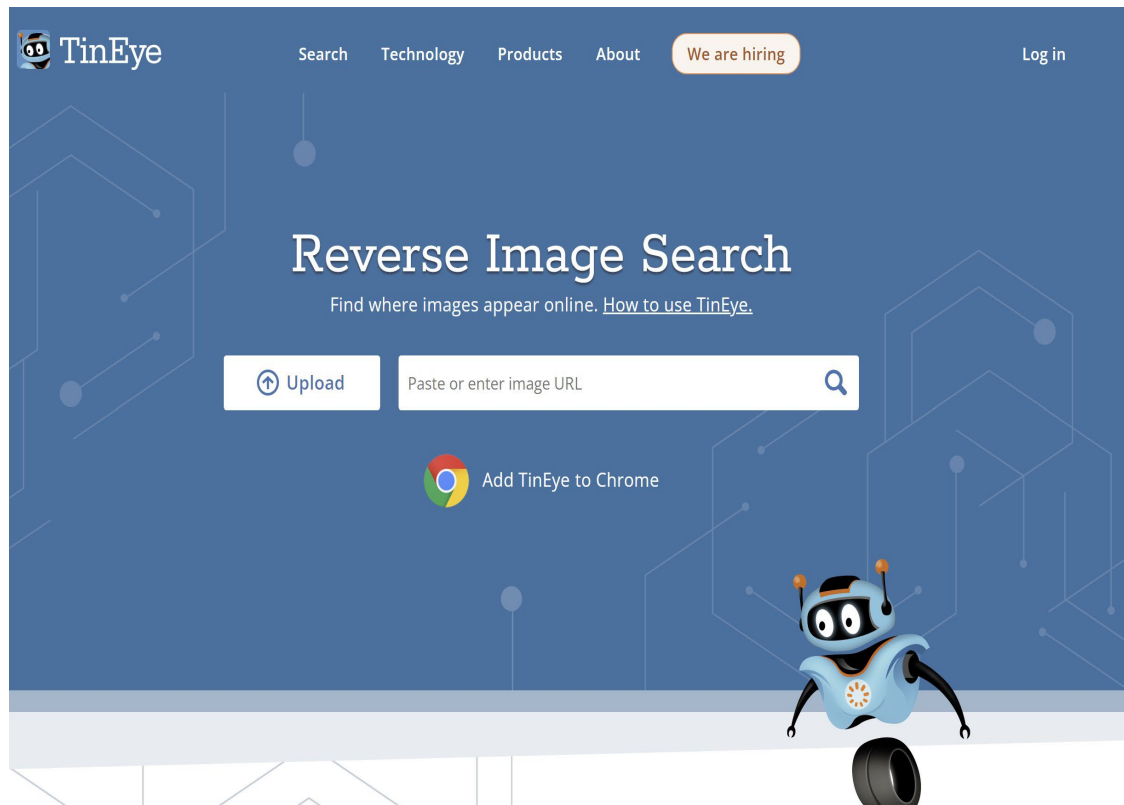 TinEye
Search Technology Products About We are hiring Log in
Reverse Image Search
Find where images appear online. How to use TinEye.
Upload Paste or enter image URL
Add TinEye to Chrome